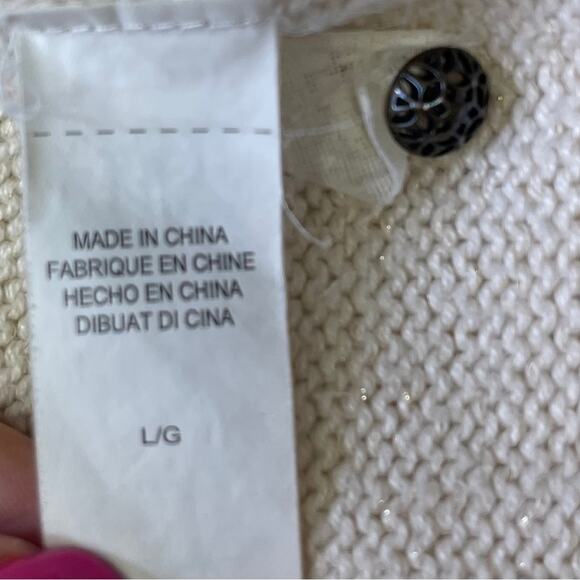 MADE IN CHINA
FABRIQUE EN CHINE
HECHO EN CHINA
DIBUAT DI CINA
L/G